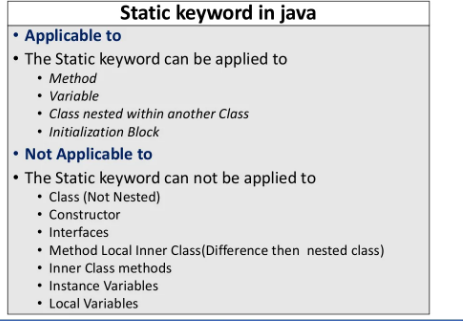 Static keyword in java
• Applicable to
• The Static keyword can be applied to
• Method
• Variable
• Class nested within another Class
• Initialization Block
• Not Applicable to
• The Static keyword can not be applied to
• Class (Not Nested)
• Constructor
• Interfaces
• Method Local Inner Class(Difference then nested class)
• Inner Class methods
• Instance Variables
• Local Variables